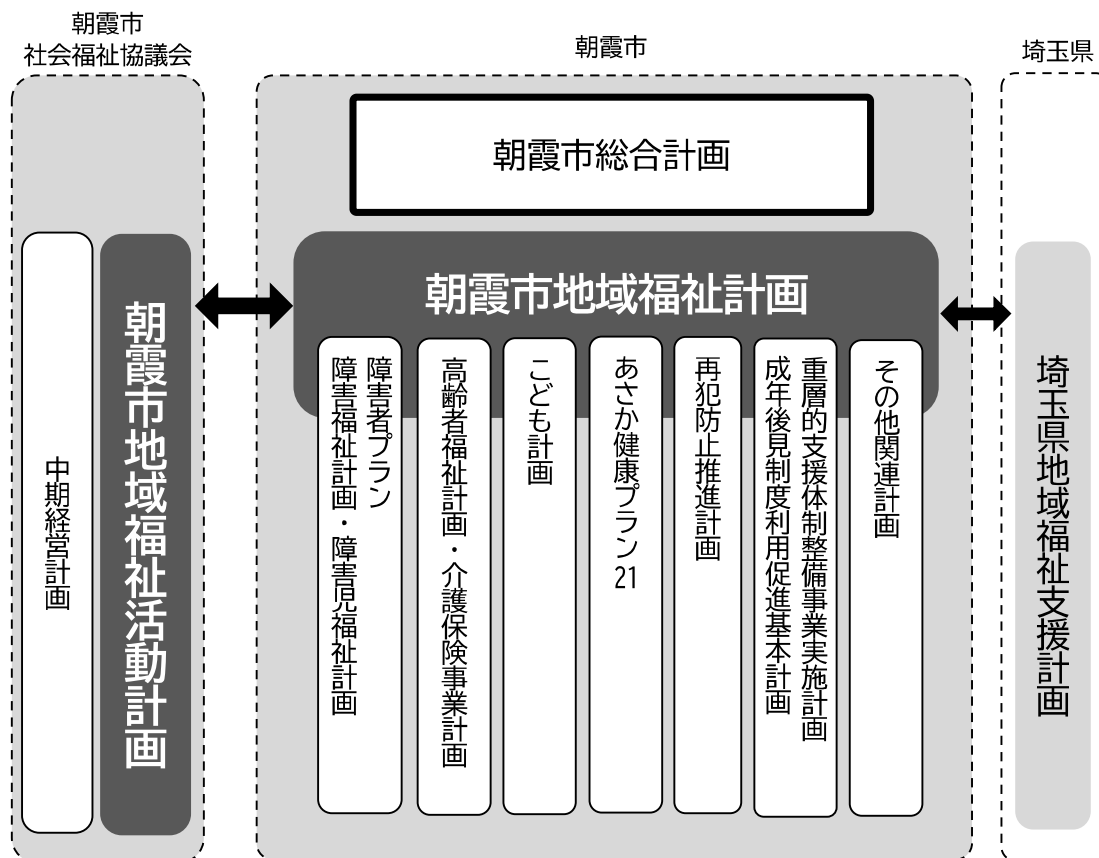 朝霞市
社会福祉協議会
中期経営計画
朝霞市地域福祉活動計画
朝霞市
朝霞市総合計画
朝霞市地域福祉計画
障害者プラン
障害福祉計画・障害児福祉計画
高齢者福祉計画・介護保険事業計画
こども計画
あさか健康プラン21
再犯防止推進計画
重層的支援体制整備事業実施計画
成年後見制度利用促進基本計画
その他関連計画
埼玉県
埼玉県地域福祉支援計画